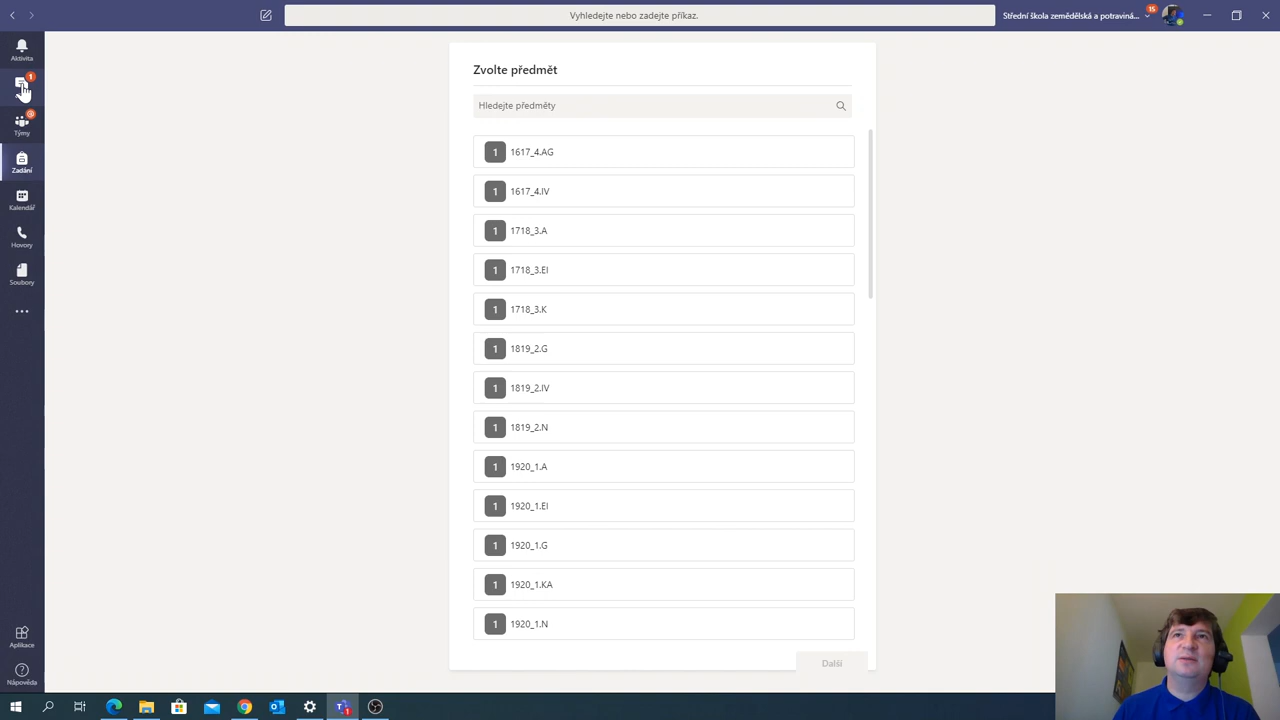 Vyhledejte nebo zadejte příkaz.
Střední škola zemědělská a potraviná...
15
Aktivita
1
3
Týmy
Zadání
Kalendář
Hovory
Soubory
Aplikace
Nápověda
Zvolte předmět
Hledejte předměty
1 1617_4.AG
1 1617_4.IV
1 1718_3.A
1 1718_3.EI
1 1718_3.K
1 1819_2.G
1 1819_2.IV
1 1819_2.N
1 1920_1.A
1 1920_1.EI
1 1920_1.G
1 1920_1.KA
1 1920_1.N
Další